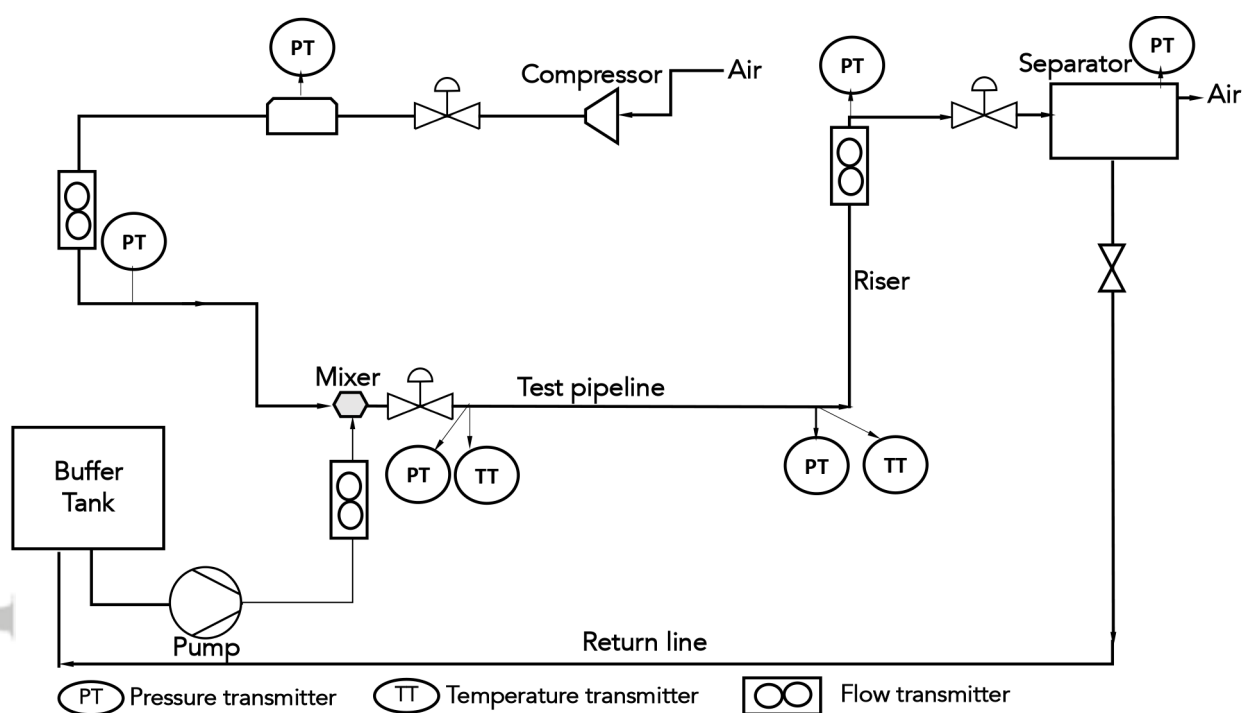 PT
Compressor
Air
PT
Separator
PT
Air
PT
Riser
Mixer
Test pipeline
PT
TT
PT
TT
Buffer
Tank
Pump
Return line
PT Pressure transmitter
TT Temperature transmitter
Flow transmitter